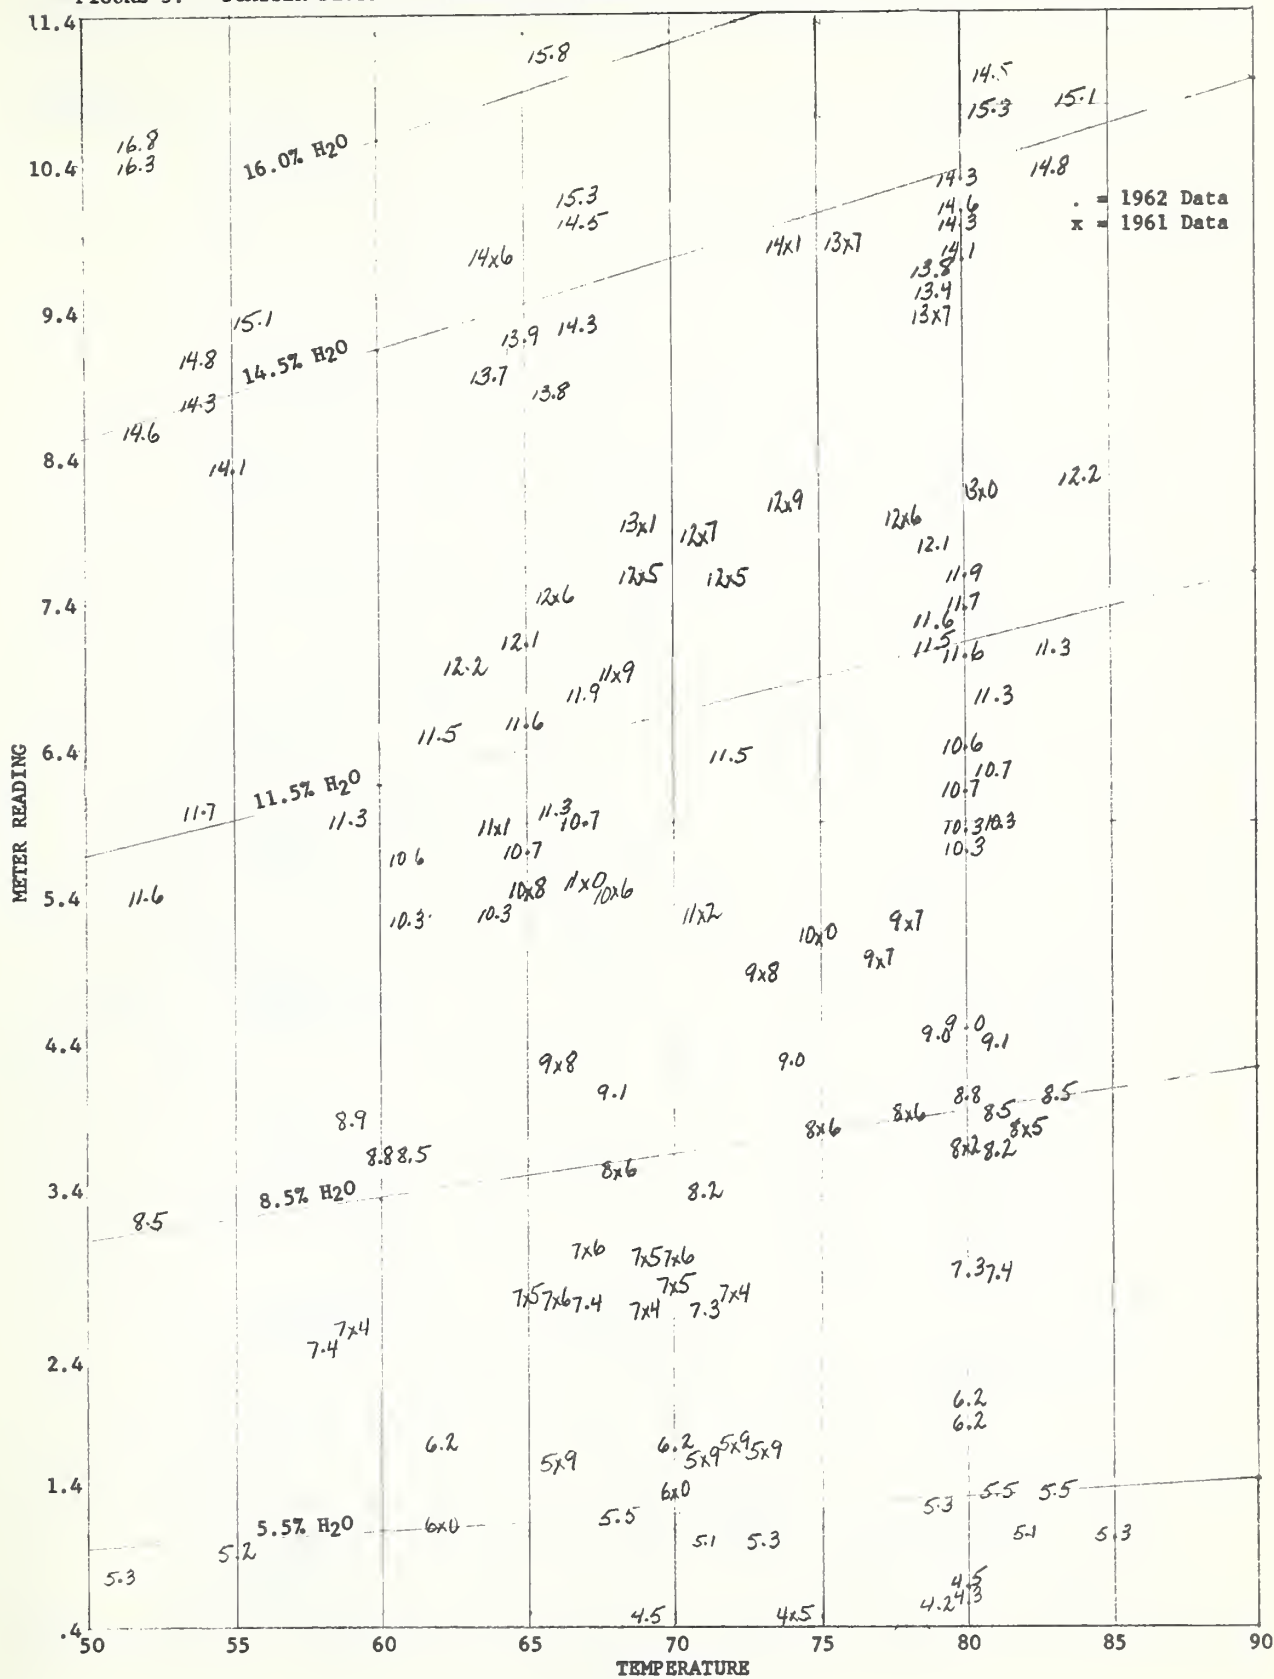 11.4
15.8
14.5
15.3 15.1
16.8
16.3
16.0% H2O
10.4
14.8
14.3
15.3
14.5
14.6
14.3
. = 1962 Data
x = 1961 Data
14x6
14x1 13x7
14.1
13.8
13.4
13x7
9.4
15.1
13.9 14.3
14.8
14.5% H2O
13.7
13.8
14.3
14.6
8.4
14.1
12.2
13x0
12x9
13x1 12x7
12x6
12.1
12x5 12x5
11.9
7.4
12x6
11.7
11.6
12.1
11.5 11.6 11.3
12.2
11x9
11.9
11.3
11.5 11.6
6.4
11.5
10.6
10.7
10.7
11.5% H2O
11.7 11.3
11x1 11.3 10.7
10.3 10.3
10.3
10.6
10.7
METER READING
5.4
11.6
10x8 11x0 10x6
10.3 10.3
11x2
9x7
10x0
9x8
9x7
4.4
9.0 9.0 9.1
9x8
9.1
9.0
8.9
8.8 8.5
8.8 8.5 8.5
8x6 8x6
8x5
8x2 8.2
8x6
3.4
8.5% H2O
8.2
8.5
7x6
7x5 7x6
7.3 7.4
7x5 7x6 7.4
7x5
7x4 7.3 7x4
7x4
7.4
2.4
6.2
6.2
6.2
6.2
5x9
5x9 5x9 5x9
1.4
6x0
5.3 5.5 5.5
5.5% H2O
6x0
5.5
5.1 5.3
5.1 5.3
5.2
5.3
4.5
4.2 4.3
4.5 4x5
.4
50 55 60 65 70 75 80 85 90
TEMPERATURE